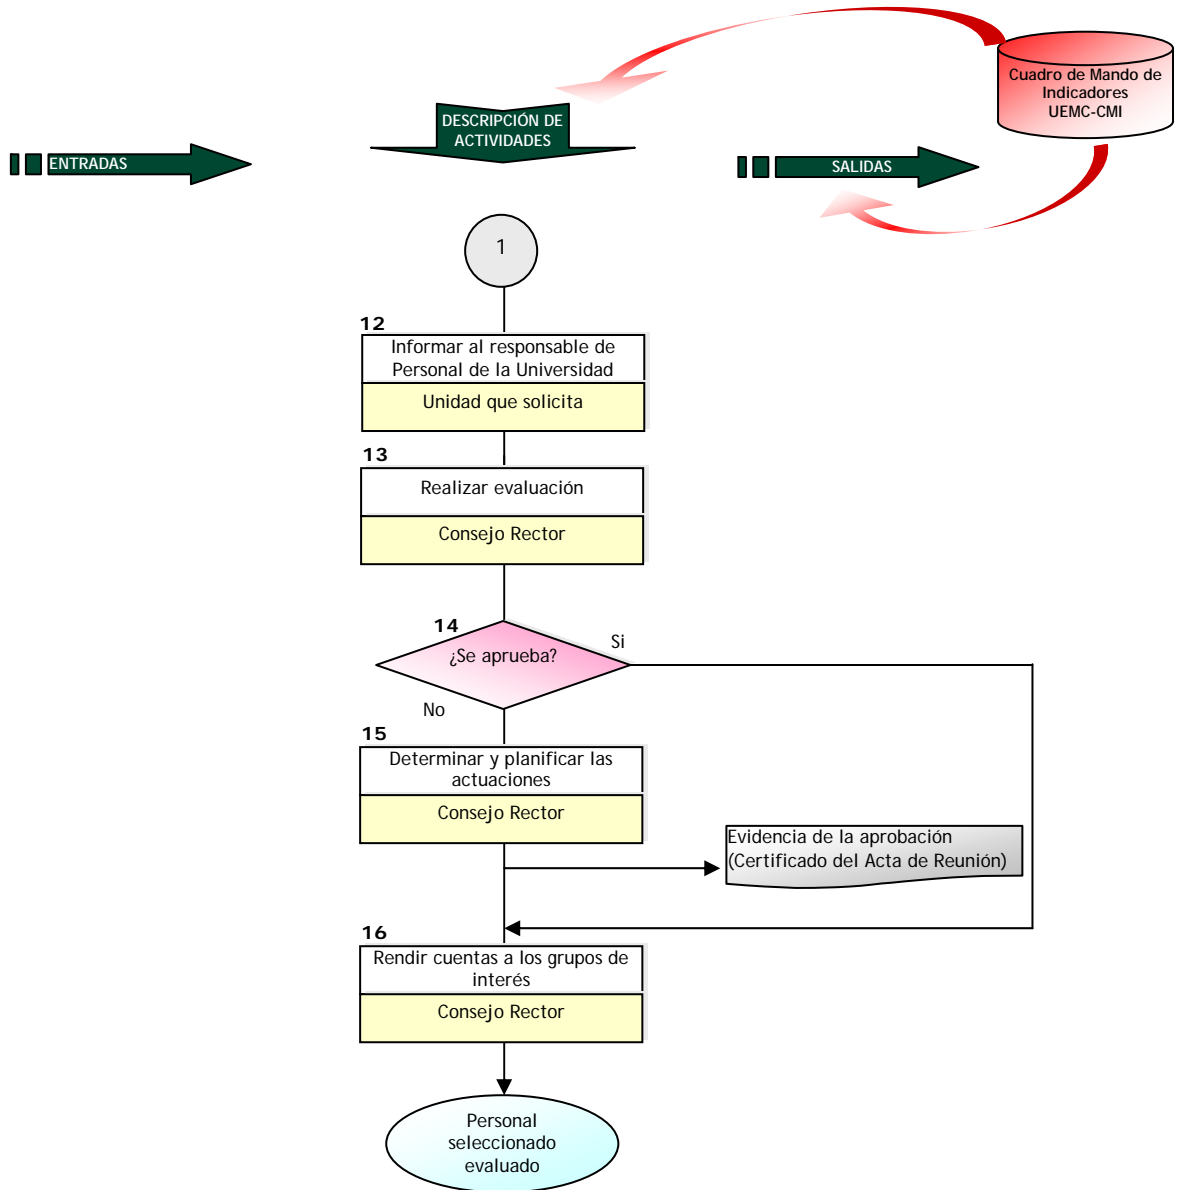 Cuadro de Mando de
Indicadores
UEMC-CMI
DESCRIPCIÓN DE
ACTIVIDADES
ENTRADAS
SALIDAS
1
12
Informar al responsable de
Personal de la Universidad
Unidad que solicita
13
Realizar evaluación
Consejo Rector
14
¿Se aprueba?
Si
No
15
Determinar y planificar las
actuaciones
Consejo Rector
Evidencia de la aprobación
(Certificado del Acta de Reunión)
16
Rendir cuentas a los grupos de
interés
Consejo Rector
Personal
seleccionado
evaluado